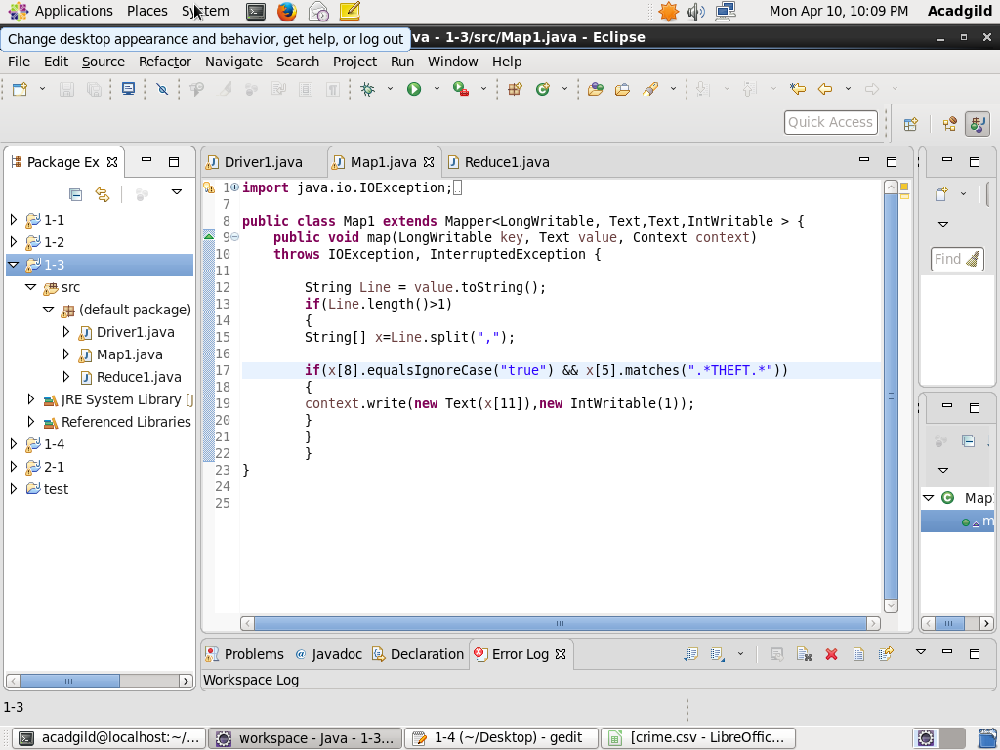 Applications Places System Mon Apr 10, 10:09 PM Acadgild
Change desktop appearance and behavior, get help, or log out
va - 1-3/src/Map1.java - Eclipse
File Edit Source Refactor Navigate Search Project Run Window Help
Quick Access
Package Ex
Driver1.java Map1.java Reduce1.java
1-1
1-2
1-3
src
(default package)
Driver1.java
Map1.java
Reduce1.java
JRE System Library [J
Referenced Libraries
1-4
2-1
test
1 import java.io.IOException;
7
8 public class Map1 extends Mapper<LongWritable, Text,Text,IntWritable > {
9 public void map(LongWritable key, Text value, Context context)
10 throws IOException, InterruptedException {
11
12 String Line = value.toString();
13 if(Line.length()>1)
14 {
15 String[] x=Line.split(",");
16
17 if(x[8].equalsIgnoreCase("true") && x[5].matches(".*THEFT.*"))
18 {
19 context.write(new Text(x[11]),new IntWritable(1));
20 }
21 }
22 }
23 }
24
25
Find
Map
m
Problems Javadoc Declaration Error Log
Workspace Log
1-3
acadgild@localhost:~/... workspace - Java - 1-3... 1-4 (~/Desktop) - gedit [crime.csv - LibreOffic...